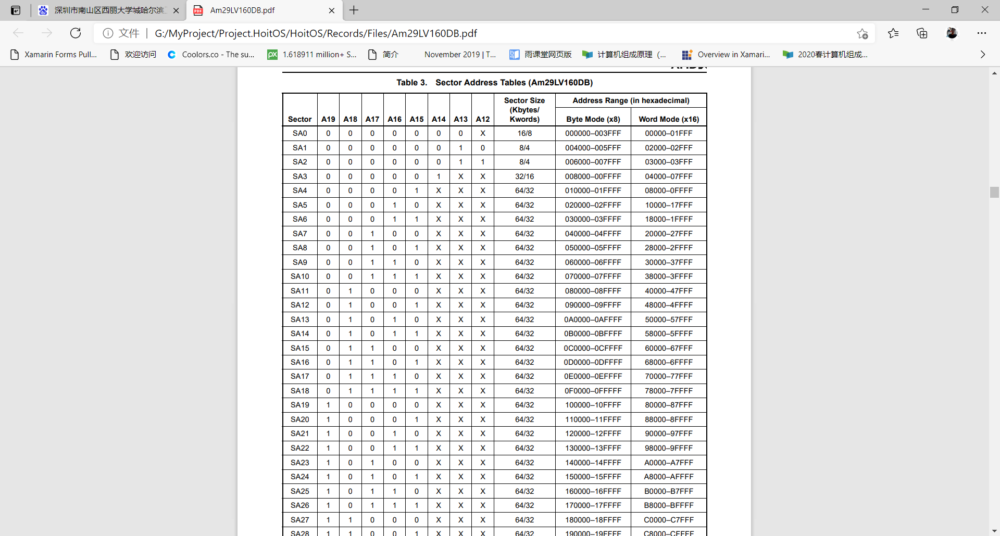 深圳市南山区西丽大学城哈尔滨
Am29LV160DB.pdf
文件 G:/MyProject/Project.HoitOS/HoitOS/Records/Files/Am29LV160DB.pdf
Xamarin Forms Pull... 欢迎访问 Coolors.co - The su... 1.618911 million+ S... 简介 November 2019 | T... 雨课堂网页版 计算机组成原理（... Overview in Xamari... 2020春计算机组成...
Table 3. Sector Address Tables (Am29LV160DB)
Sector A19 A18 A17 A16 A15 A14 A13 A12 Sector Size (Kbytes/ Kwords) Address Range (in hexadecimal)
Byte Mode (x8) Word Mode (x16)
SA0 0 0 0 0 0 0 0 X 16/8 000000–003FFF 00000–01FFF
SA1 0 0 0 0 0 0 1 0 8/4 004000–005FFF 02000–02FFF
SA2 0 0 0 0 0 0 1 1 8/4 006000–007FFF 03000–03FFF
SA3 0 0 0 0 0 1 X X 32/16 008000–00FFFF 04000–07FFF
SA4 0 0 0 0 1 X X X 64/32 010000–01FFFF 08000–0FFFF
SA5 0 0 0 1 0 X X X 64/32 020000–02FFFF 10000–17FFF
SA6 0 0 0 1 1 X X X 64/32 030000–03FFFF 18000–1FFFF
SA7 0 0 1 0 0 X X X 64/32 040000–04FFFF 20000–27FFF
SA8 0 0 1 0 1 X X X 64/32 050000–05FFFF 28000–2FFFF
SA9 0 0 1 1 0 X X X 64/32 060000–06FFFF 30000–37FFF
SA10 0 0 1 1 1 X X X 64/32 070000–07FFFF 38000–3FFFF
SA11 0 1 0 0 0 X X X 64/32 080000–08FFFF 40000–47FFF
SA12 0 1 0 0 1 X X X 64/32 090000–09FFFF 48000–4FFFF
SA13 0 1 0 1 0 X X X 64/32 0A0000–0AFFFF 50000–57FFF
SA14 0 1 0 1 1 X X X 64/32 0B0000–0BFFFF 58000–5FFFF
SA15 0 1 1 0 0 X X X 64/32 0C0000–0CFFFF 60000–67FFF
SA16 0 1 1 0 1 X X X 64/32 0D0000–0DFFFF 68000–6FFFF
SA17 0 1 1 1 0 X X X 64/32 0E0000–0EFFFF 70000–77FFF
SA18 0 1 1 1 1 X X X 64/32 0F0000–0FFFFF 78000–7FFFF
SA19 1 0 0 0 0 X X X 64/32 100000–10FFFF 80000–87FFF
SA20 1 0 0 0 1 X X X 64/32 110000–11FFFF 88000–8FFFF
SA21 1 0 0 1 0 X X X 64/32 120000–12FFFF 90000–97FFF
SA22 1 0 0 1 1 X X X 64/32 130000–13FFFF 98000–9FFFF
SA23 1 0 1 0 0 X X X 64/32 140000–14FFFF A0000–A7FFF
SA24 1 0 1 0 1 X X X 64/32 150000–15FFFF A8000–AFFFF
SA25 1 0 1 1 0 X X X 64/32 160000–16FFFF B0000–B7FFF
SA26 1 0 1 1 1 X X X 64/32 170000–17FFFF B8000–BFFFF
SA27 1 1 0 0 0 X X X 64/32 180000–18FFFF C0000–C7FFF
SA28 1 1 0 0 1 X X X 64/32 190000–19FFFF C8000–CFFFF